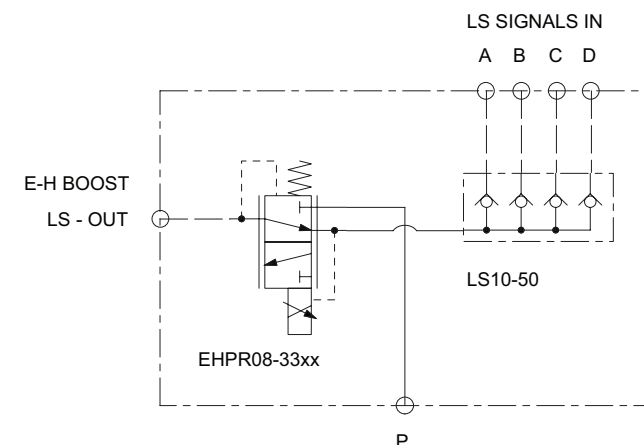 LS SIGNALS IN
A B C D
E-H BOOST
LS - OUT
LS10-50
EHPR08-33xx
P